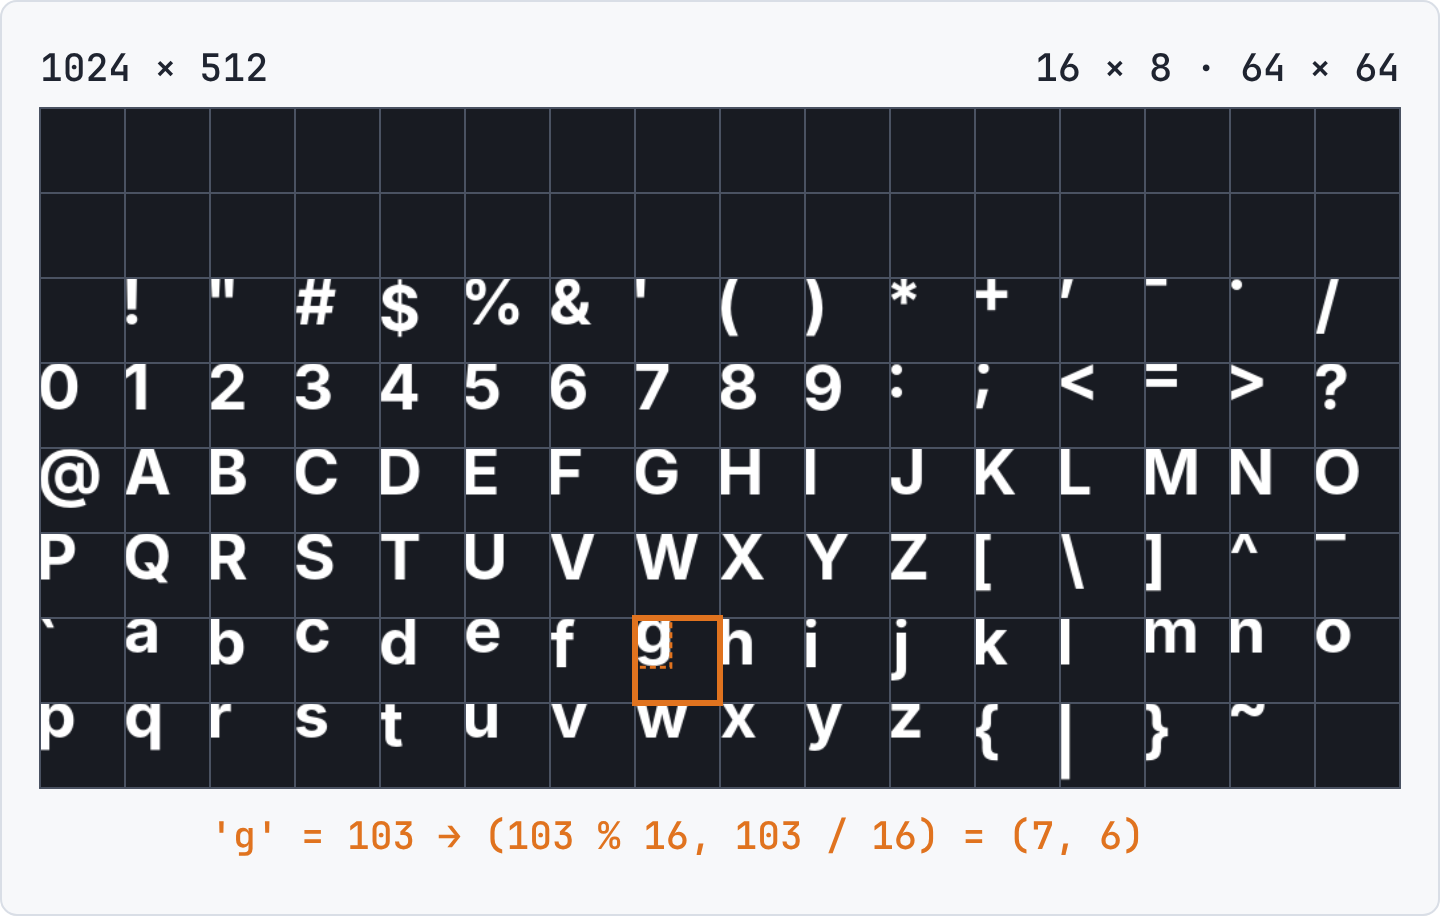 1024 × 512
16 × 8 · 64 × 64
! " # $ % & ' ( ) * + , - . /
0 1 2 3 4 5 6 7 8 9 : ; < = > ?
@ A B C D E F G H I J K L M N O
P Q R S T U V W X Y Z [ \ ] ^ _
` a b c d e f g h i j k l m n o
p q r s t u v w x y z { | } ~
'g' = 103 → (103 % 16, 103 / 16) = (7, 6)